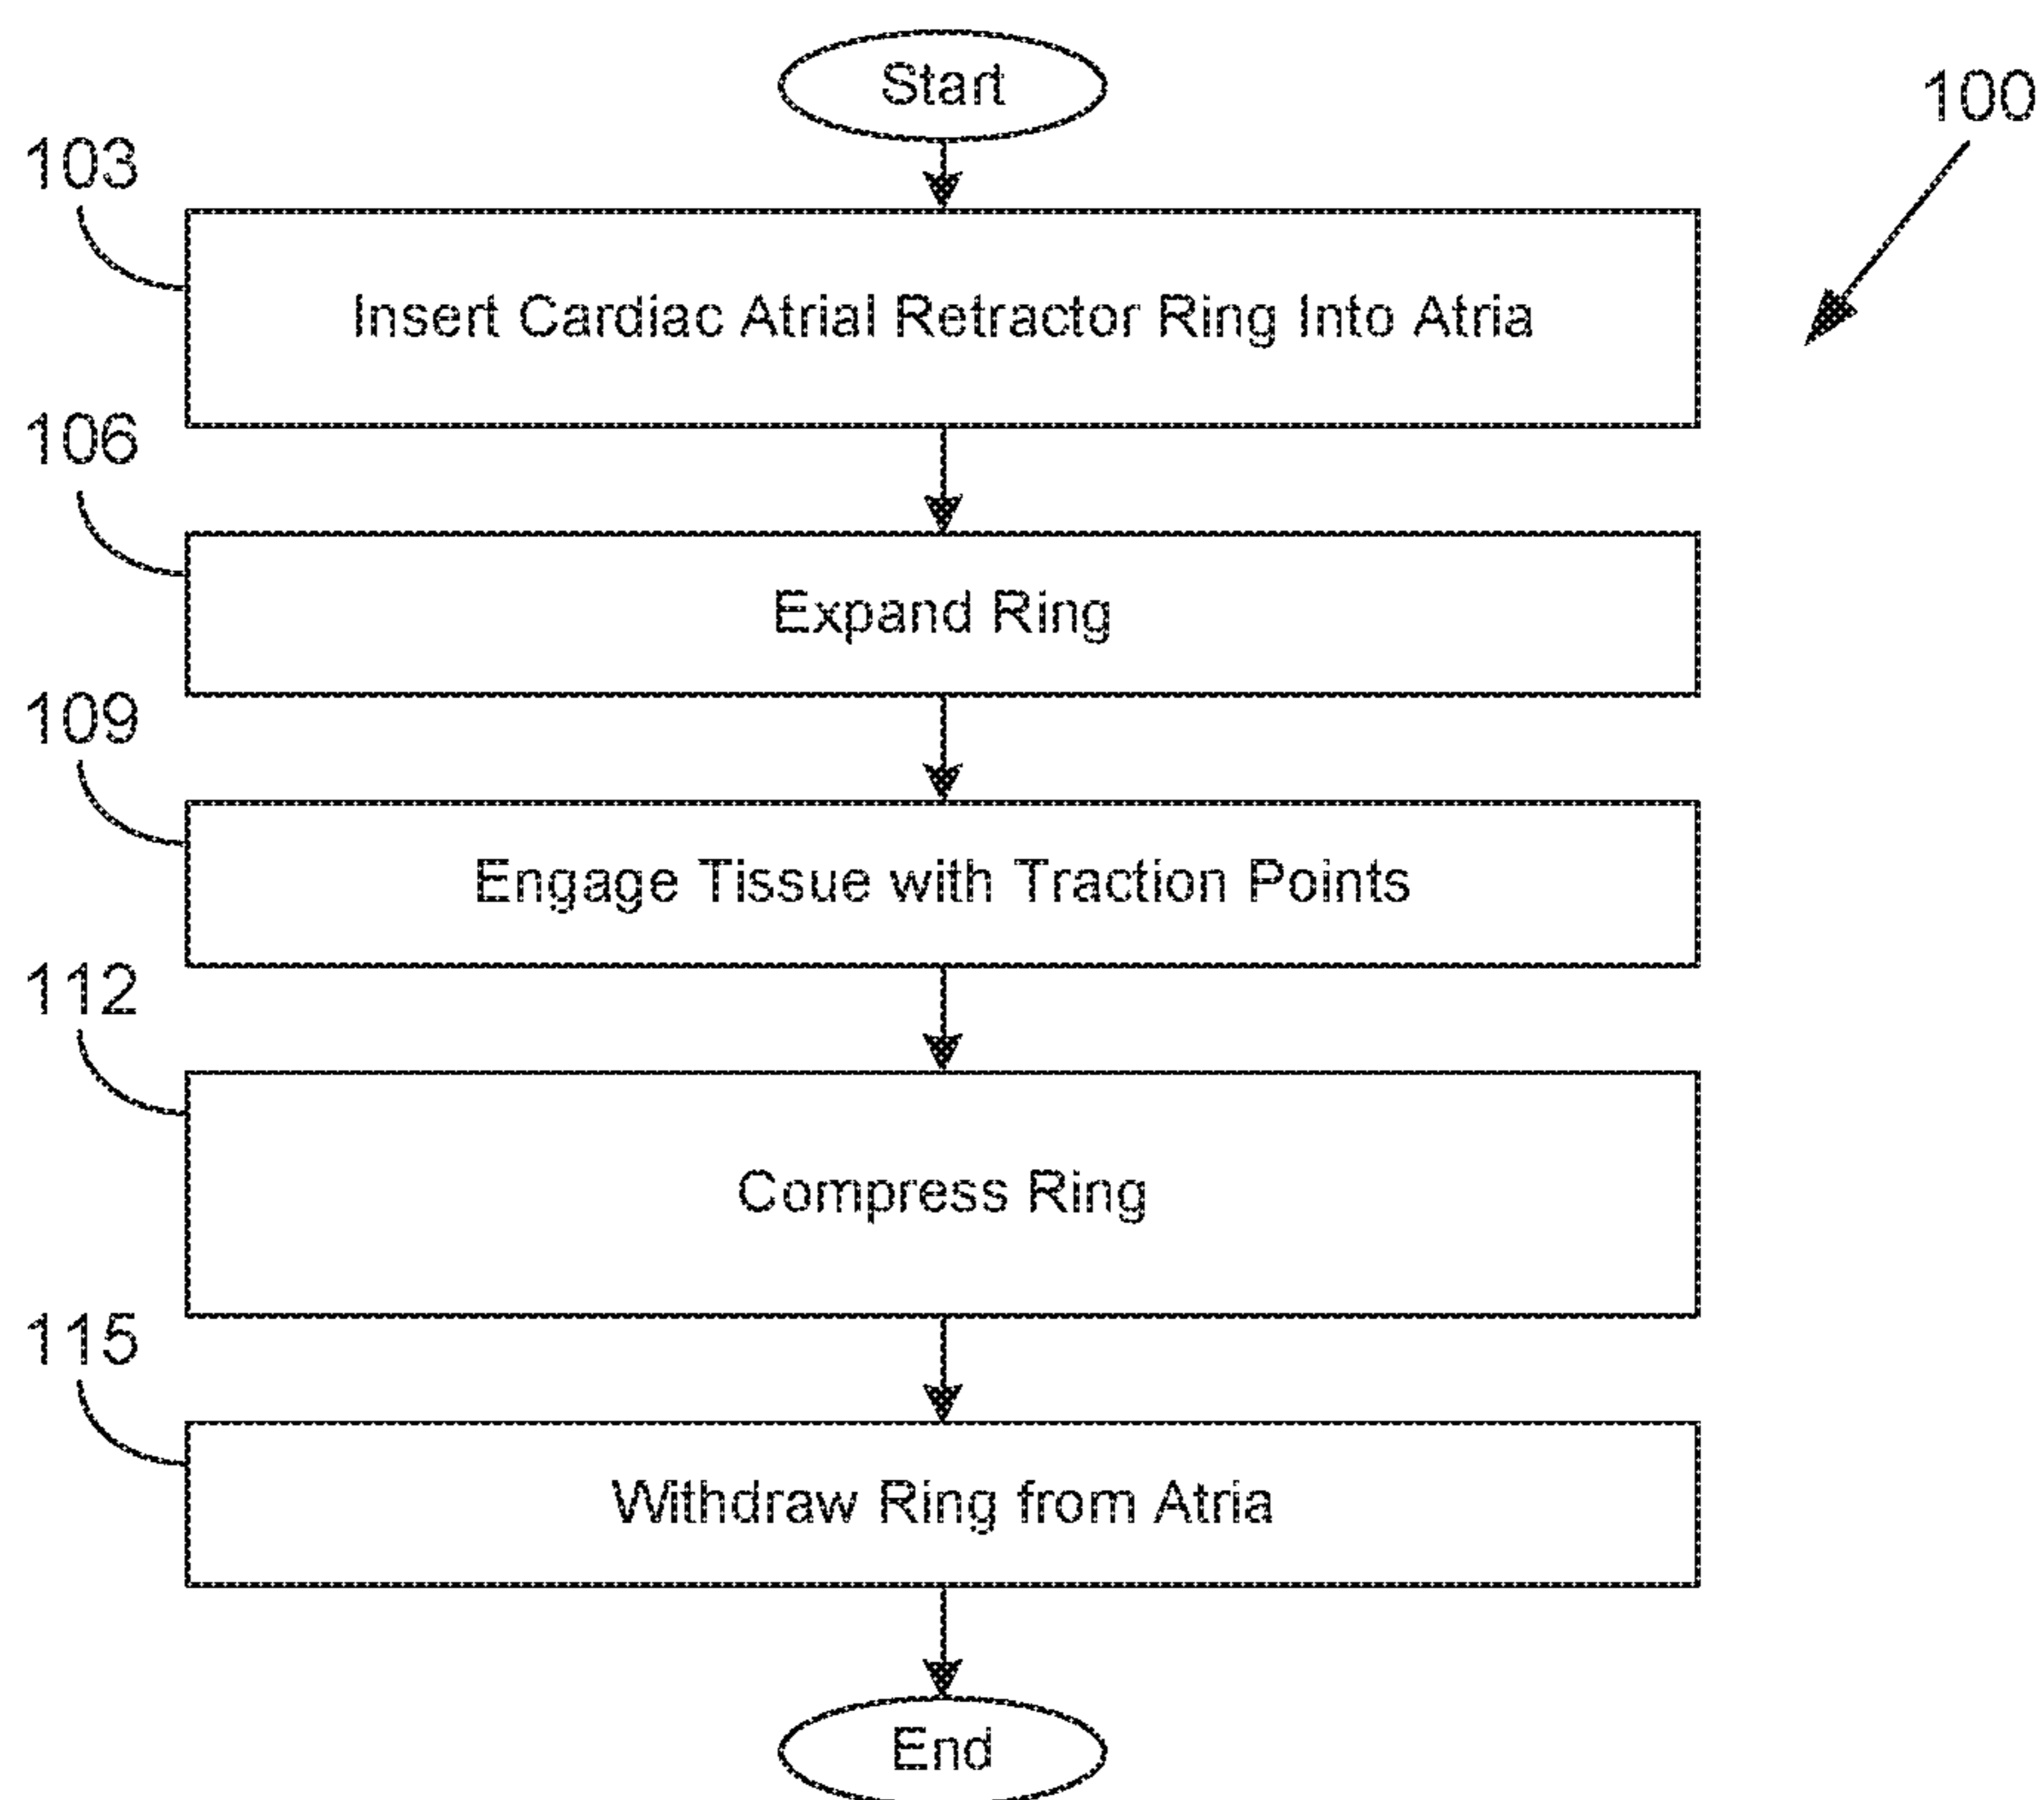 Start
100
103
Insert Cardiac Atrial Retractor Ring Into Atria
106
Expand Ring
109
Engage Tissue with Traction Points
112
Compress Ring
115
Withdraw Ring from Atria
End